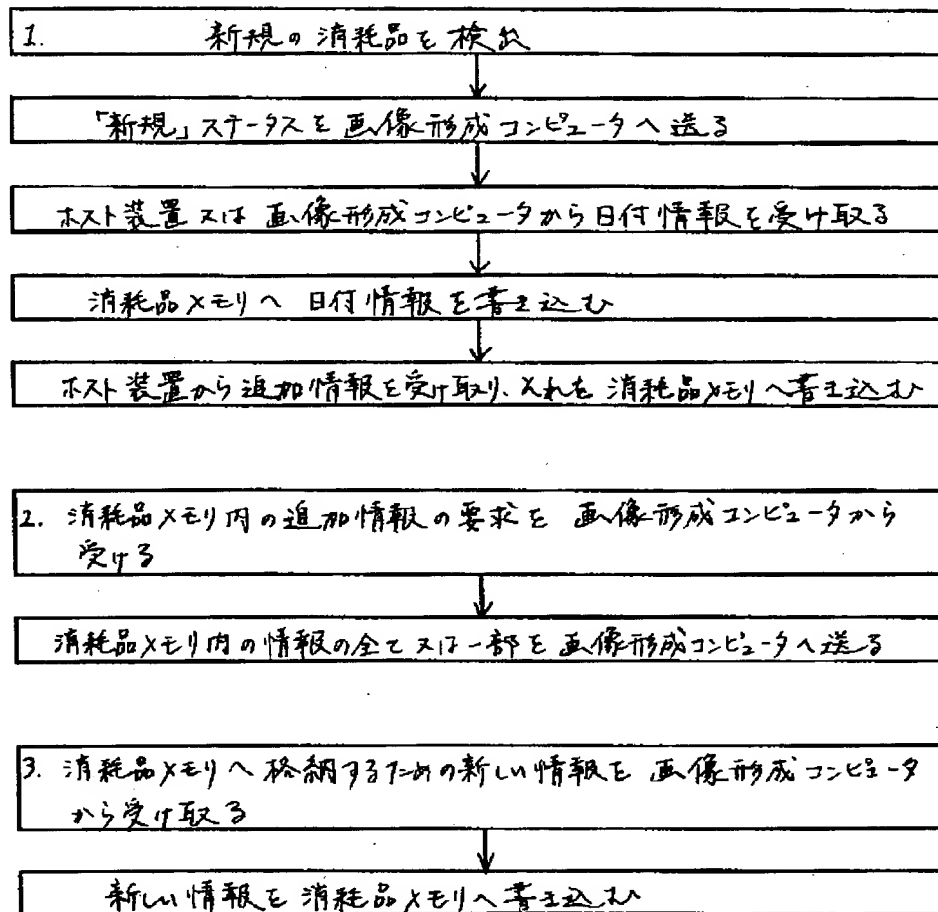 1. 新規の消耗品を検出
「新規」ステータスを画像形成コンピュータへ送る
ホスト装置又は画像形成コンピュータから日付情報を受け取る
消耗品メモリへ日付情報を書き込む
ホスト装置から追加情報を受け取り、それを消耗品メモリへ書き込む
2. 消耗品メモリ内の追加情報の要求を画像形成コンピュータから
受ける
消耗品メモリ内の情報の全て又は一部を画像形成コンピュータへ送る
3. 消耗品メモリへ格納するための新しい情報を画像形成コンピュータ
から受け取る
新しい情報を消耗品メモリへ書き込む